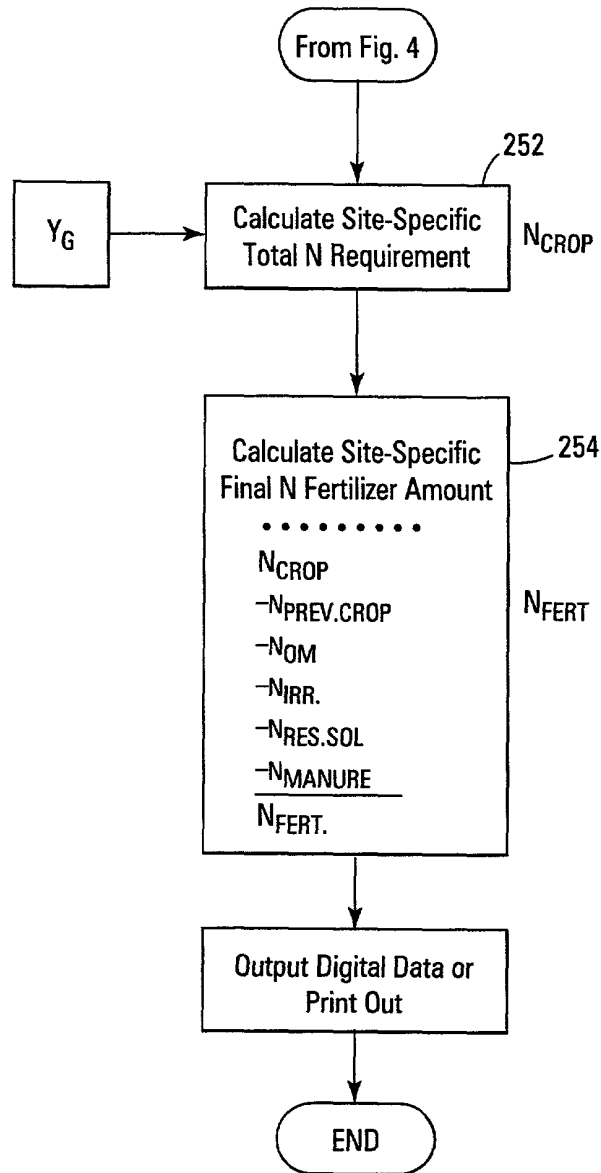 From Fig. 4
252
Y_G
Calculate Site-Specific
Total N Requirement
N_CROP
254
Calculate Site-Specific
Final N Fertilizer Amount
• • • • • • • • •
N_CROP
–N_PREV.CROP
–N_OM
–N_IRR.
–N_RES.SOL
–N_MANURE
N_FERT.
N_FERT
Output Digital Data or
Print Out
END